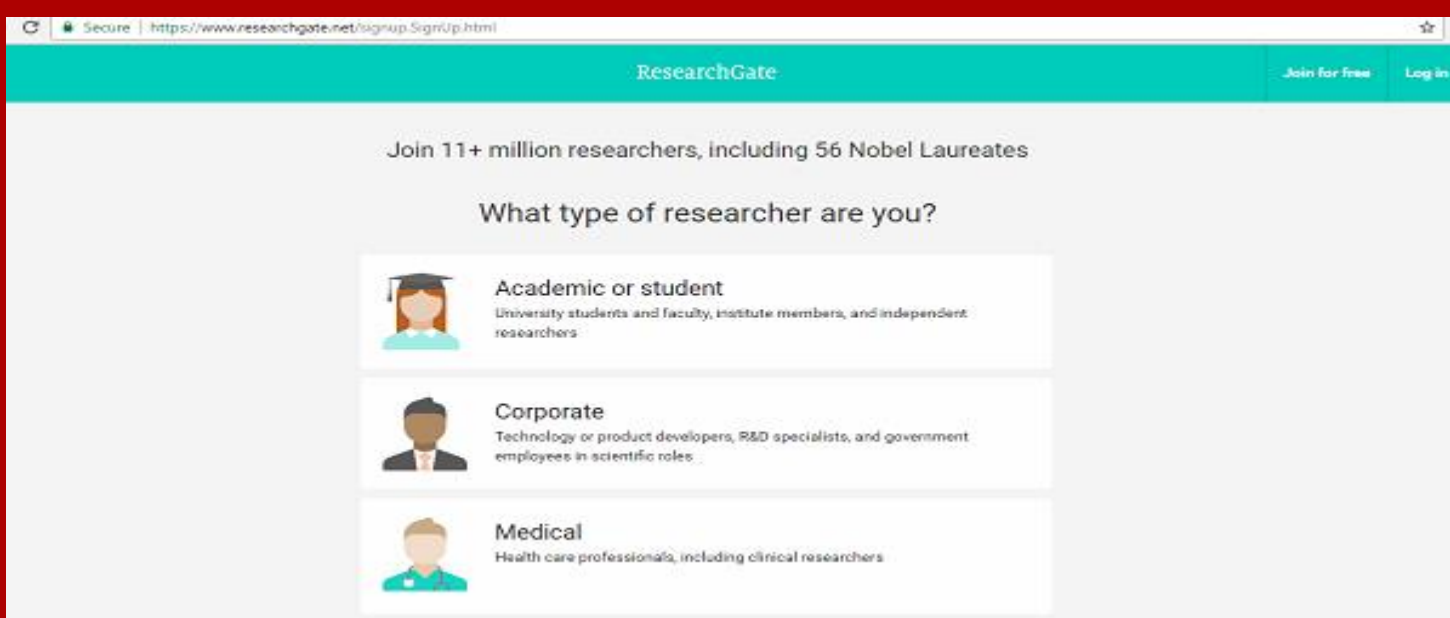 Secure | https://www.researchgate.net/signup.SignUp.html
ResearchGate
Join for free
Log in
Join 11+ million researchers, including 56 Nobel Laureates
What type of researcher are you?
Academic or student
University students and faculty, institute members, and independent
researchers
Corporate
Technology or product developers, R&D specialists, and government
employees in scientific roles
Medical
Health care professionals, including clinical researchers